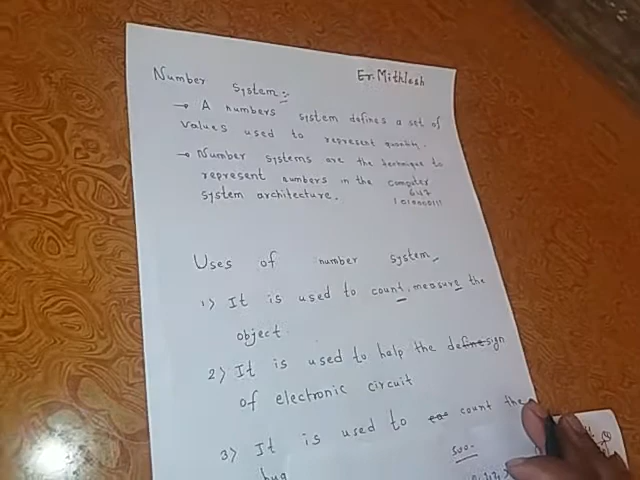 Er. Mithlesh
Number System:-
→ A numbers system defines a set of
values used to represent quantity.
→ Number systems are the technique to
represent numbers in the computer
system architecture.
Uses of number system
1) It is used to count, measure the
object.
2) It is used to help the design
of electronic circuit
3) It is used to count the
500-